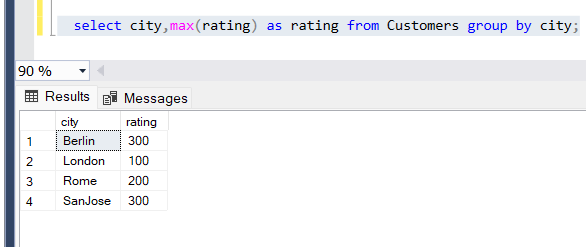 select city,max(rating) as rating from Customers group by city;
90 %
Results Messages
city rating
1 Berlin 300
2 London 100
3 Rome 200
4 SanJose 300